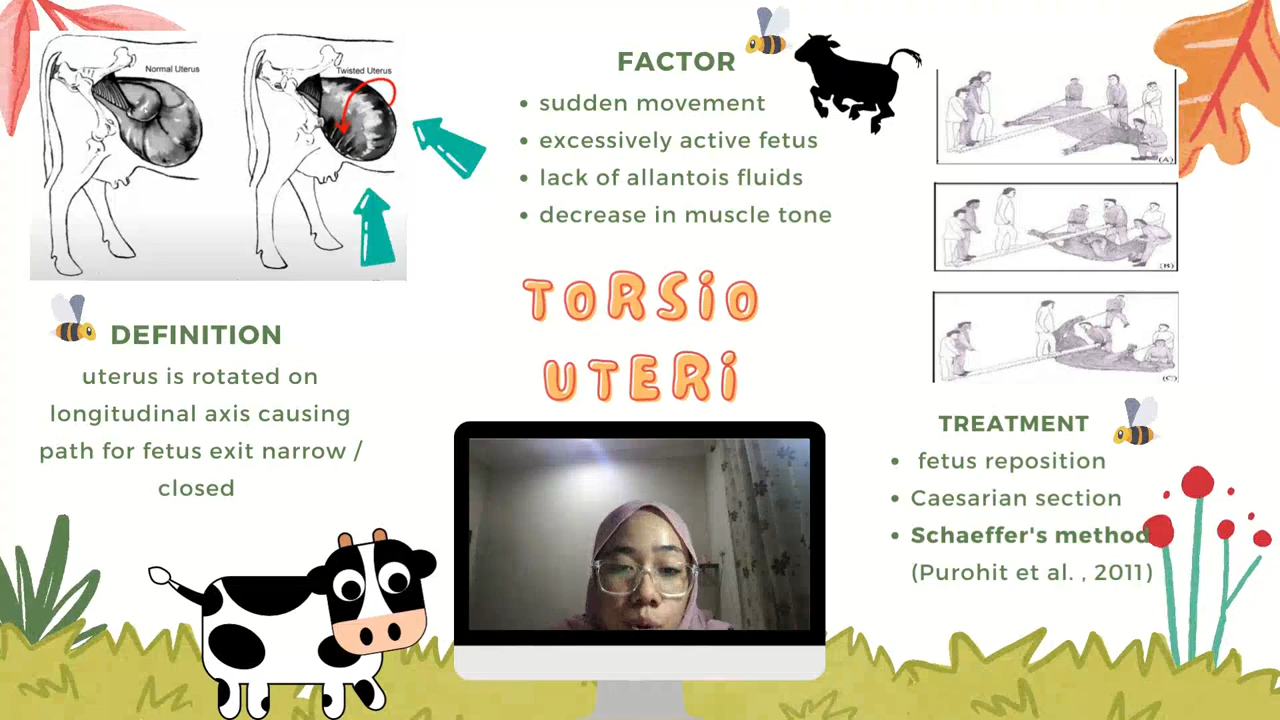 Normal Uterus
Twisted Uterus
DEFINITION
uterus is rotated on
longitudinal axis causing
path for fetus exit narrow /
closed
FACTOR
• sudden movement
• excessively active fetus
• lack of allantois fluids
• decrease in muscle tone
TORSiO
UTERi
(A)
(B)
(C)
TREATMENT
• fetus reposition
• Caesarian section
• Schaeffer's method
(Purohit et al. , 2011)